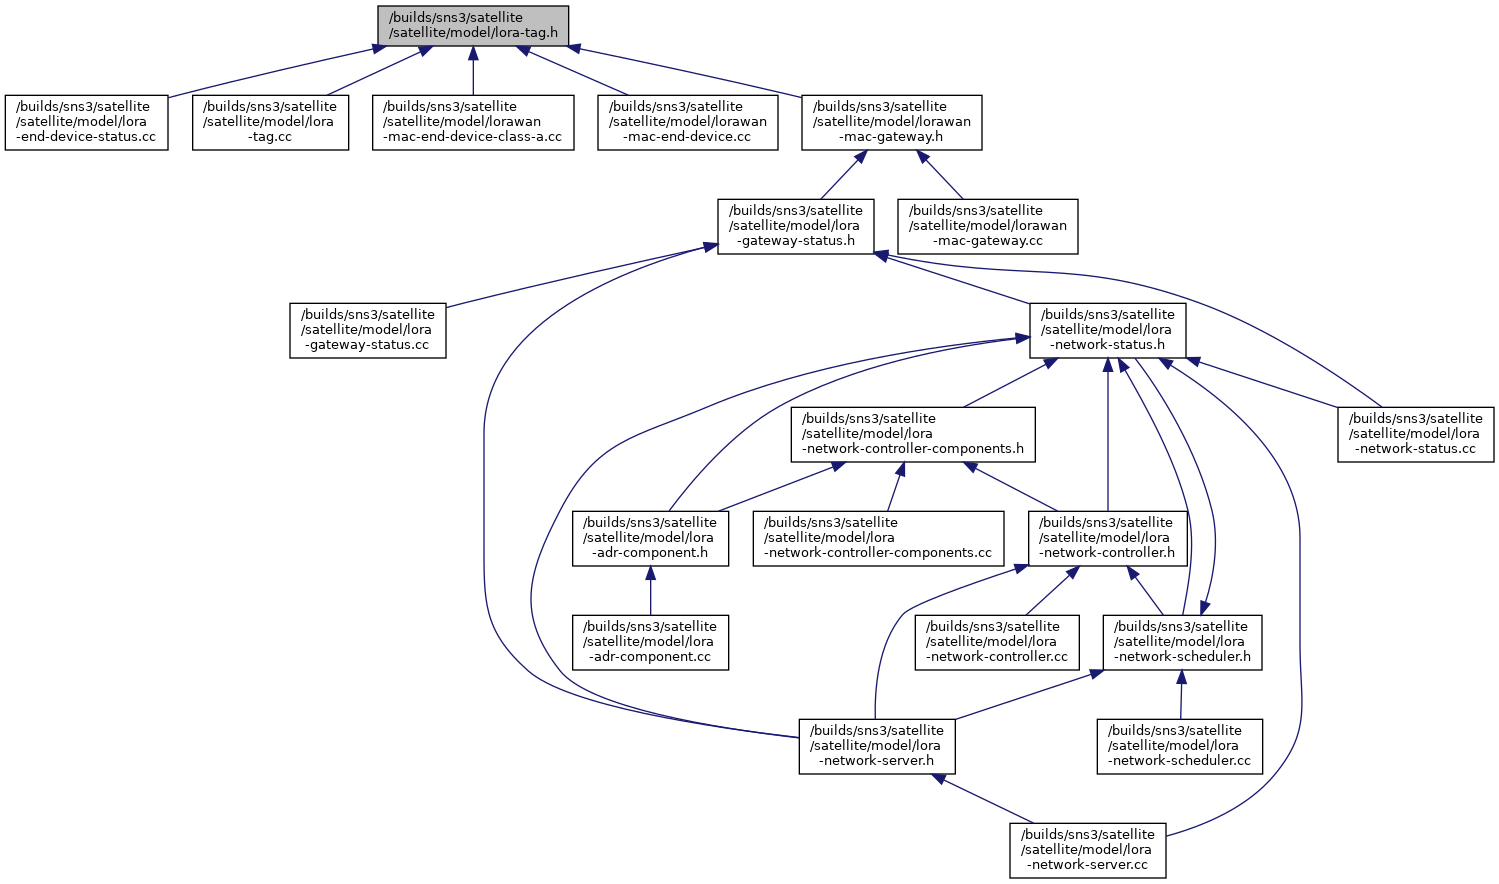 /builds/sns3/satellite
/satellite/model/lora-tag.h
/builds/sns3/satellite
/satellite/model/lora
-end-device-status.cc
/builds/sns3/satellite
/satellite/model/lora
-tag.cc
/builds/sns3/satellite
/satellite/model/lorawan
-mac-end-device-class-a.cc
/builds/sns3/satellite
/satellite/model/lorawan
-mac-end-device.cc
/builds/sns3/satellite
/satellite/model/lorawan
-mac-gateway.h
/builds/sns3/satellite
/satellite/model/lora
-gateway-status.h
/builds/sns3/satellite
/satellite/model/lorawan
-mac-gateway.cc
/builds/sns3/satellite
/satellite/model/lora
-gateway-status.cc
/builds/sns3/satellite
/satellite/model/lora
-network-status.h
/builds/sns3/satellite
/satellite/model/lora
-network-controller-components.h
/builds/sns3/satellite
/satellite/model/lora
-network-status.cc
/builds/sns3/satellite
/satellite/model/lora
-adr-component.h
/builds/sns3/satellite
/satellite/model/lora
-network-controller-components.cc
/builds/sns3/satellite
/satellite/model/lora
-network-controller.h
/builds/sns3/satellite
/satellite/model/lora
-adr-component.cc
/builds/sns3/satellite
/satellite/model/lora
-network-controller.cc
/builds/sns3/satellite
/satellite/model/lora
-network-scheduler.h
/builds/sns3/satellite
/satellite/model/lora
-network-server.h
/builds/sns3/satellite
/satellite/model/lora
-network-scheduler.cc
/builds/sns3/satellite
/satellite/model/lora
-network-server.cc